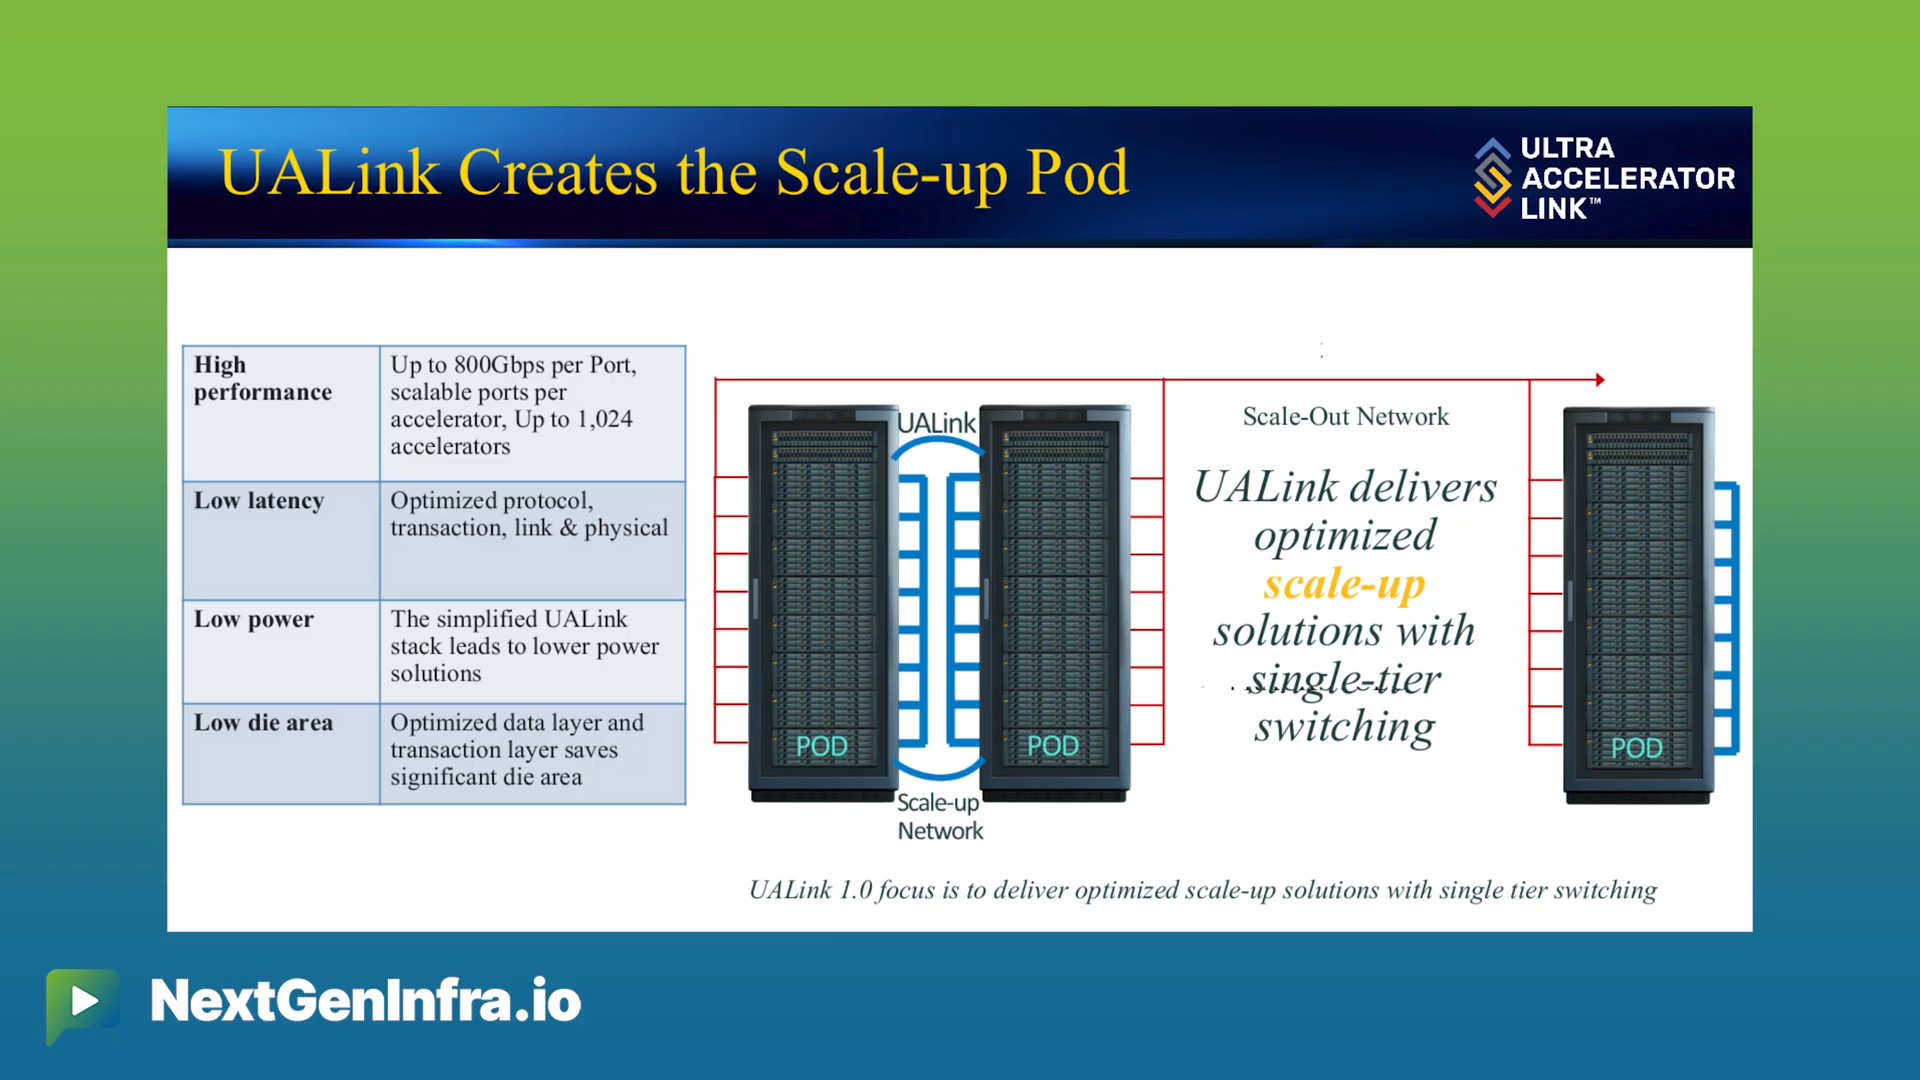 UALink Creates the Scale-up Pod
ULTRA
ACCELERATOR
LINK™
High
performance
Up to 800Gbps per Port,
scalable ports per
accelerator, Up to 1,024
accelerators
Low latency
Optimized protocol,
transaction, link & physical
Low power
The simplified UALink
stack leads to lower power
solutions
Low die area
Optimized data layer and
transaction layer saves
significant die area
UALink
POD
POD
Scale-up
Network
Scale-Out Network
UALink delivers
optimized
scale-up
solutions with
single-tier
switching
POD
UALink 1.0 focus is to deliver optimized scale-up solutions with single tier switching
NextGenInfra.io